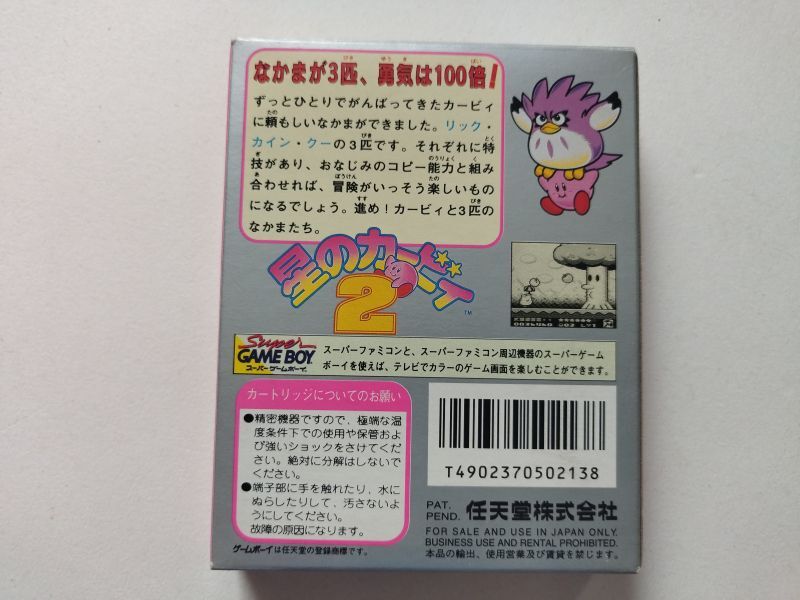 なかまが3匹、勇気は100倍!
ずっとひとりでがんばってきたカービィ
に頼もしいなかまができました。リック・
カイン・クーの3匹です。それぞれに特
技があり、おなじみのコピー能力と組み
合わせれば、冒険がいっそう楽しいもの
になるでしょう。進め!カービィと3匹の
なかまたち。
星のカービィ
2
TM
Super
GAME BOY
スーパーゲームボーイ
スーパーファミコンと、スーパーファミコン周辺機器のスーパーゲーム
ボーイを使えば、テレビでカラーのゲーム画面を楽しむことができます。
カートリッジについてのお願い
●精密機器ですので、極端な温
度条件下での使用や保管およ
び強いショックをさけてくだ
さい。絶対に分解はしないで
ください。
●端子部に手を触れたり、水に
ぬらしたりして、汚さないよ
うにしてください。
故障の原因になります。
ゲームボーイは任天堂の登録商標です。
T4902370502138
PAT.
PEND.
任天堂株式会社
FOR SALE AND USE IN JAPAN ONLY.
BUSINESS USE AND RENTAL PROHIBITED.
本品の輸出、使用営業及び賃貸を禁じます。